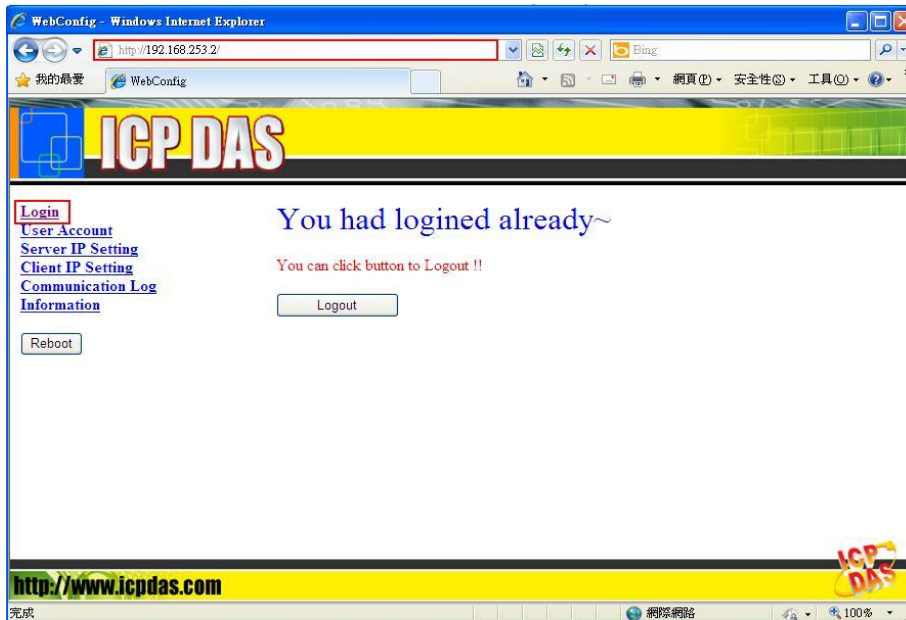 WebConfig - Windows Internet Explorer
http://192.168.253.2/
Bing
我的最愛
WebConfig
網頁(P)
安全性(S)
工具(O)
ICP DAS
Login
User Account
Server IP Setting
Client IP Setting
Communication Log
Information
Reboot
You had logined already~
You can click button to Logout !!
Logout
ICP DAS
http://www.icpdas.com
完成
網際網路
100%